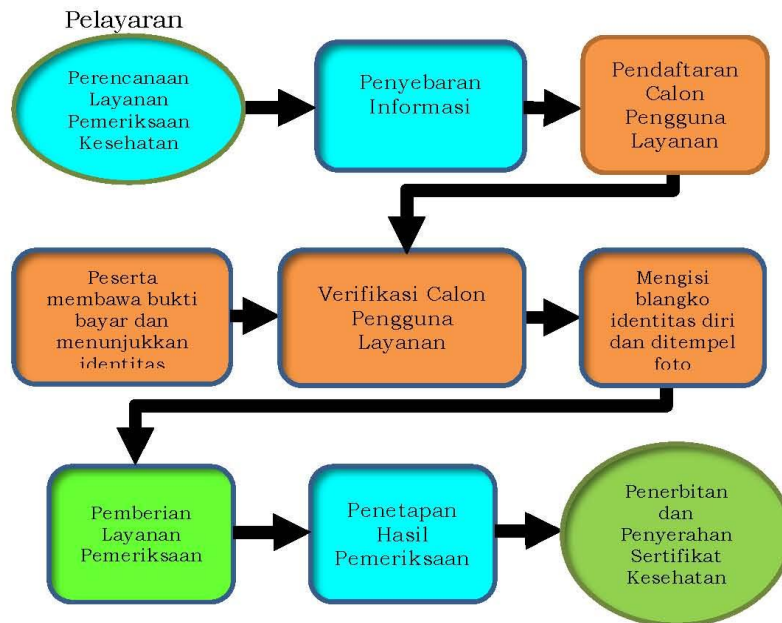 Pelayaran
Perencanaan
Layanan
Pemeriksaan
Kesehatan
Penyebaran
Informasi
Pendaftaran
Calon
Pengguna
Layanan
Peserta
membawa bukti
bayar dan
menunjukkan
identitas
Verifikasi Calon
Pengguna
Layanan
Mengisi
blangko
identitas diri
dan ditempel
foto
Pemberian
Layanan
Pemeriksaan
Penetapan
Hasil
Pemeriksaan
Penerbitan
dan
Penyerahan
Sertifikat
Kesehatan